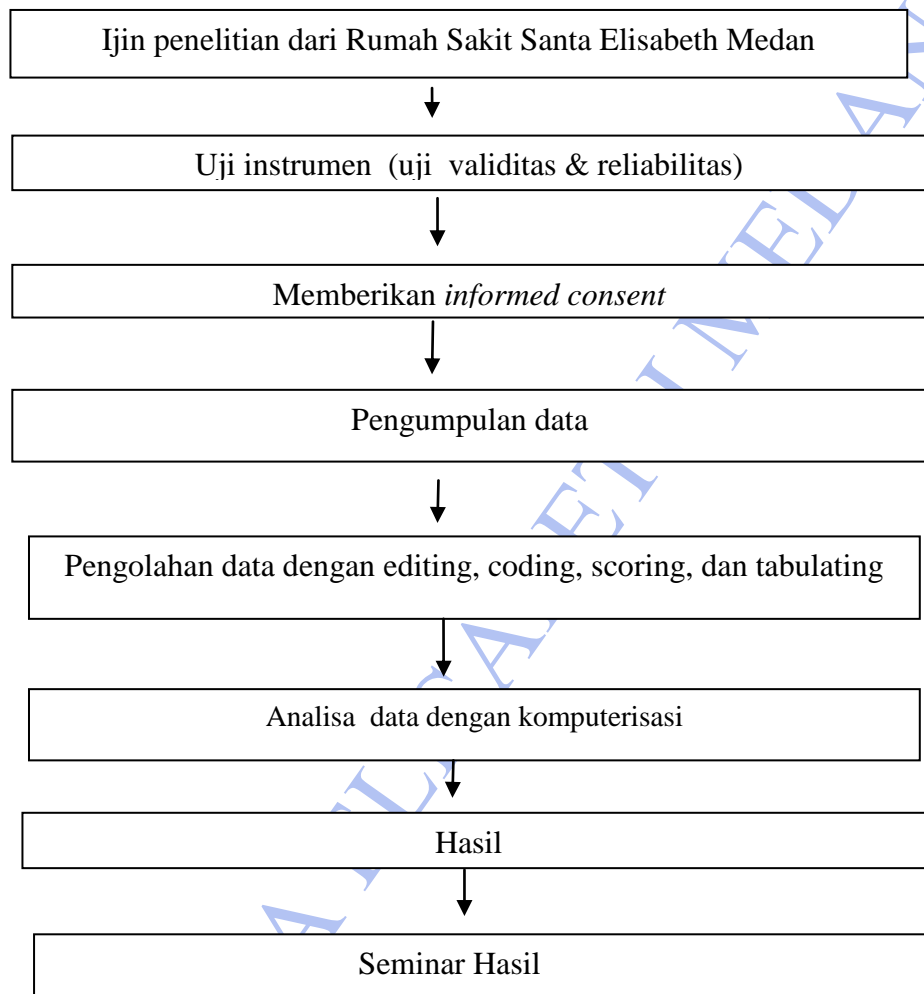 Ijin penelitian dari Rumah Sakit Santa Elisabeth Medan
Uji instrumen (uji validitas & reliabilitas)
Memberikan informed consent
Pengumpulan data
Pengolahan data dengan editing, coding, scoring, dan tabulating
Analisa data dengan komputerisasi
Hasil
Seminar Hasil